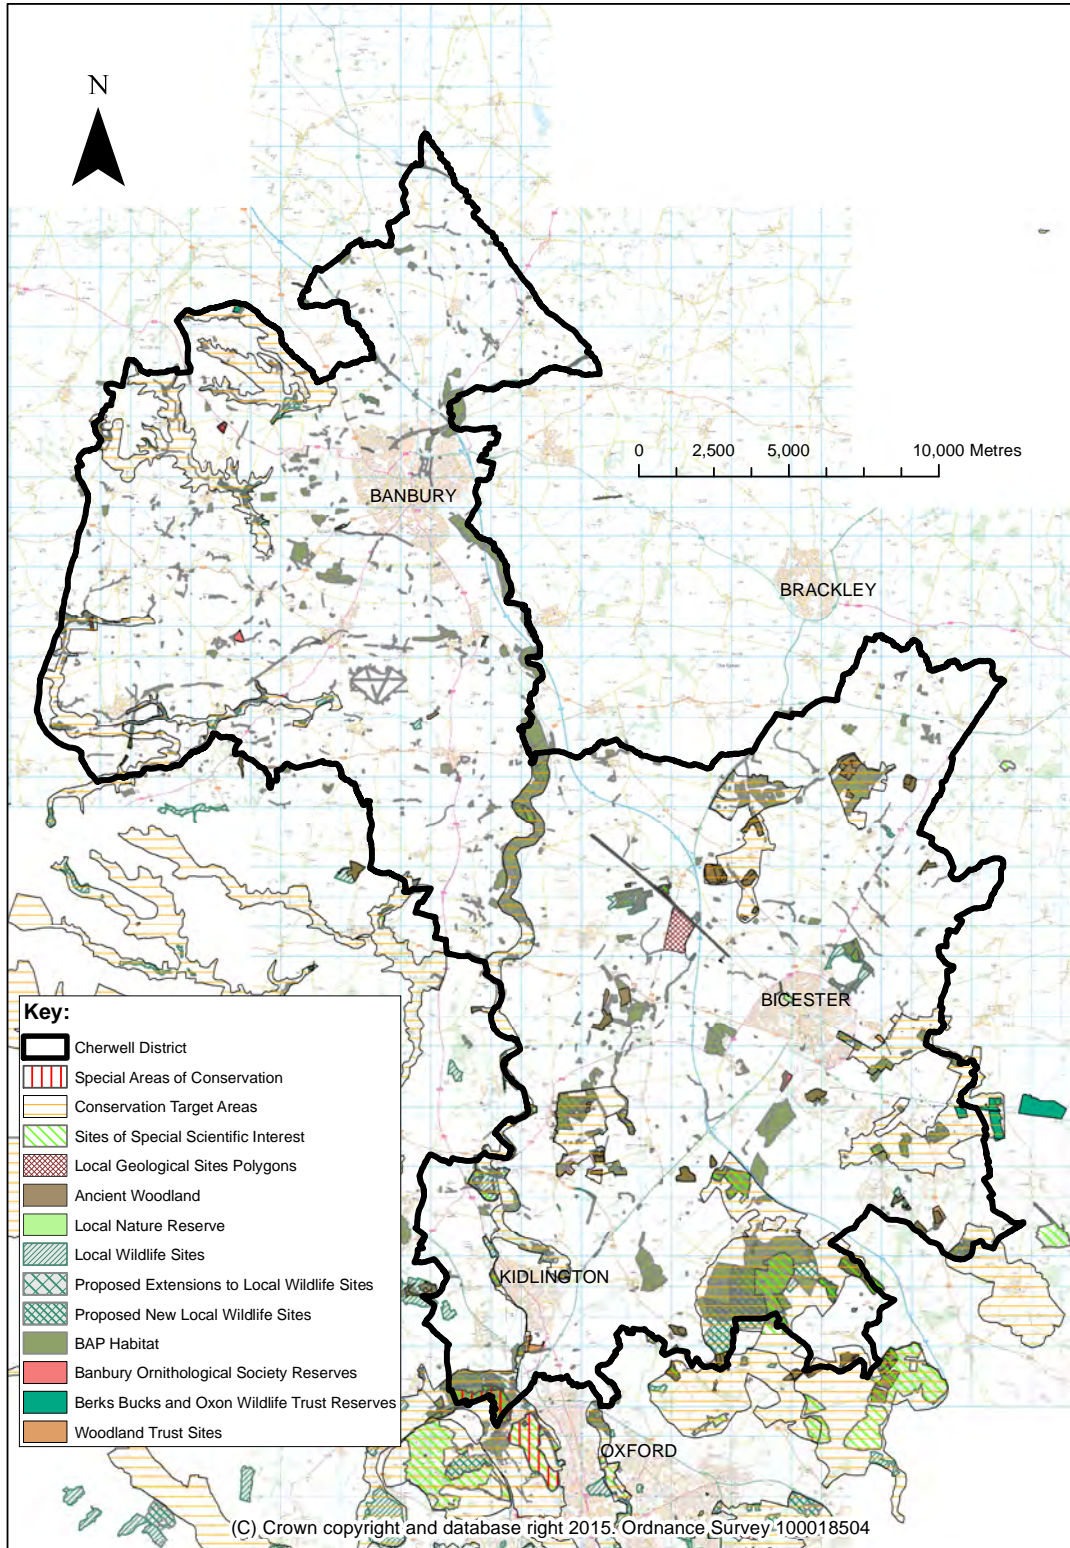 N
0 2,500 5,000 10,000 Metres
BANBURY
BRACKLEY
BICESTER
KIDLINGTON
OXFORD
Key:
Cherwell District
Special Areas of Conservation
Conservation Target Areas
Sites of Special Scientific Interest
Local Geological Sites Polygons
Ancient Woodland
Local Nature Reserve
Local Wildlife Sites
Proposed Extensions to Local Wildlife Sites
Proposed New Local Wildlife Sites
BAP Habitat
Banbury Ornithological Society Reserves
Berks Bucks and Oxon Wildlife Trust Reserves
Woodland Trust Sites
(C) Crown copyright and database right 2015. Ordnance Survey 100018504